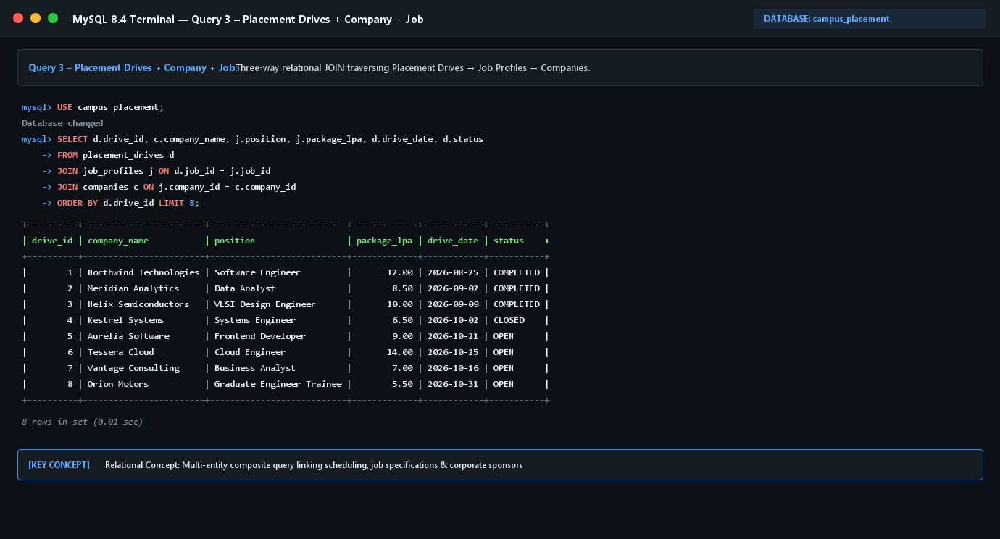 MySQL 8.4 Terminal — Query 3 – Placement Drives + Company + Job
DATABASE: campus_placement
Query 3 – Placement Drives + Company + Job:Three-way relational JOIN traversing Placement Drives → Job Profiles → Companies.
mysql> USE campus_placement;
Database changed
mysql> SELECT d.drive_id, c.company_name, j.position, j.package_lpa, d.drive_date, d.status
    -> FROM placement_drives d
    -> JOIN job_profiles j ON d.job_id = j.job_id
    -> JOIN companies c ON j.company_id = c.company_id
    -> ORDER BY d.drive_id LIMIT 8;
+----------+------------------------+---------------------------+-------------+------------+-----------+
| drive_id | company_name           | position                  | package_lpa | drive_date | status    +
+----------+------------------------+---------------------------+-------------+------------+-----------+
|        1 | Northwind Technologies | Software Engineer         |       12.00 | 2026-08-25 | COMPLETED |
|        2 | Meridian Analytics     | Data Analyst              |        8.50 | 2026-09-02 | COMPLETED |
|        3 | Helix Semiconductors   | VLSI Design Engineer      |       10.00 | 2026-09-09 | COMPLETED |
|        4 | Kestrel Systems        | Systems Engineer          |        6.50 | 2026-10-02 | CLOSED    |
|        5 | Aurelia Software       | Frontend Developer        |        9.00 | 2026-10-21 | OPEN      |
|        6 | Tessera Cloud          | Cloud Engineer            |       14.00 | 2026-10-25 | OPEN      |
|        7 | Vantage Consulting     | Business Analyst          |        7.00 | 2026-10-16 | OPEN      |
|        8 | Orion Motors           | Graduate Engineer Trainee |        5.50 | 2026-10-31 | OPEN      |
+----------+------------------------+---------------------------+-------------+------------+-----------+
8 rows in set (0.01 sec)
[KEY CONCEPT] Relational Concept: Multi-entity composite query linking scheduling, job specifications & corporate sponsors